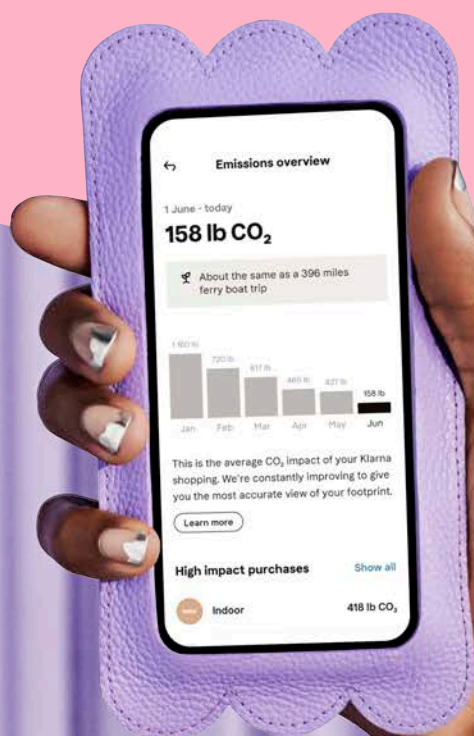 Emissions overview
1 June - today
158 lb CO₂
About the same as a 396 miles
ferry boat trip
720 lb
617 lb
158 lb
Jan Feb Mar Apr May Jun
This is the average CO₂ impact of your Klarna
shopping. We're constantly improving to give
you the most accurate view of your footprint.
Learn more
High impact purchases Show all
Indoor 418 lb CO₂